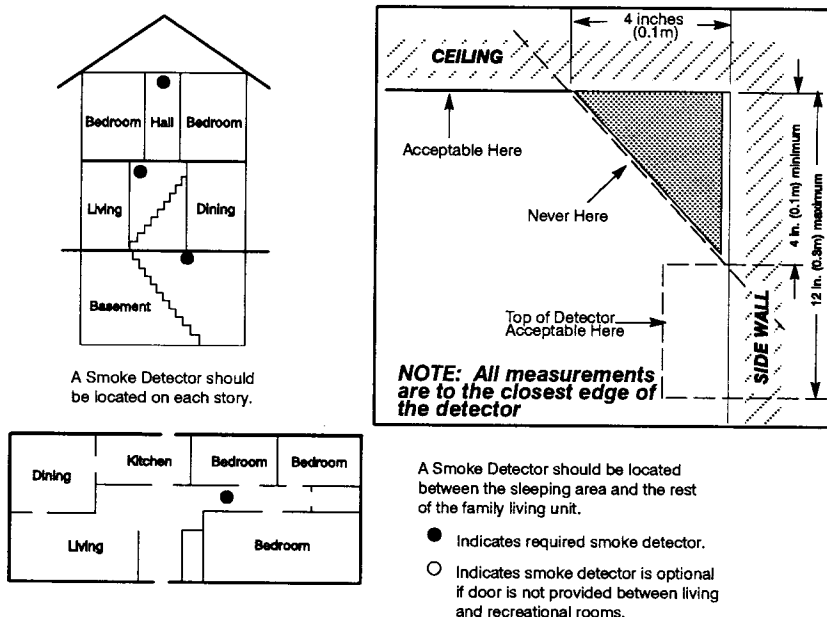 Bedroom Hall Bedroom
Living
Dining
Basement
A Smoke Detector should
be located on each story.
4 inches
(0.1m)
CEILING
Acceptable Here
Never Here
4 in. (0.1m) minimum
12 in. (0.3m) maximum
Top of Detector
Acceptable Here
SIDE WALL
NOTE: All measurements
are to the closest edge of
the detector
Dining
Kitchen
Bedroom
Bedroom
Living
Bedroom
A Smoke Detector should be located
between the sleeping area and the rest
of the family living unit.
Indicates required smoke detector.
Indicates smoke detector is optional
if door is not provided between living
and recreational rooms.